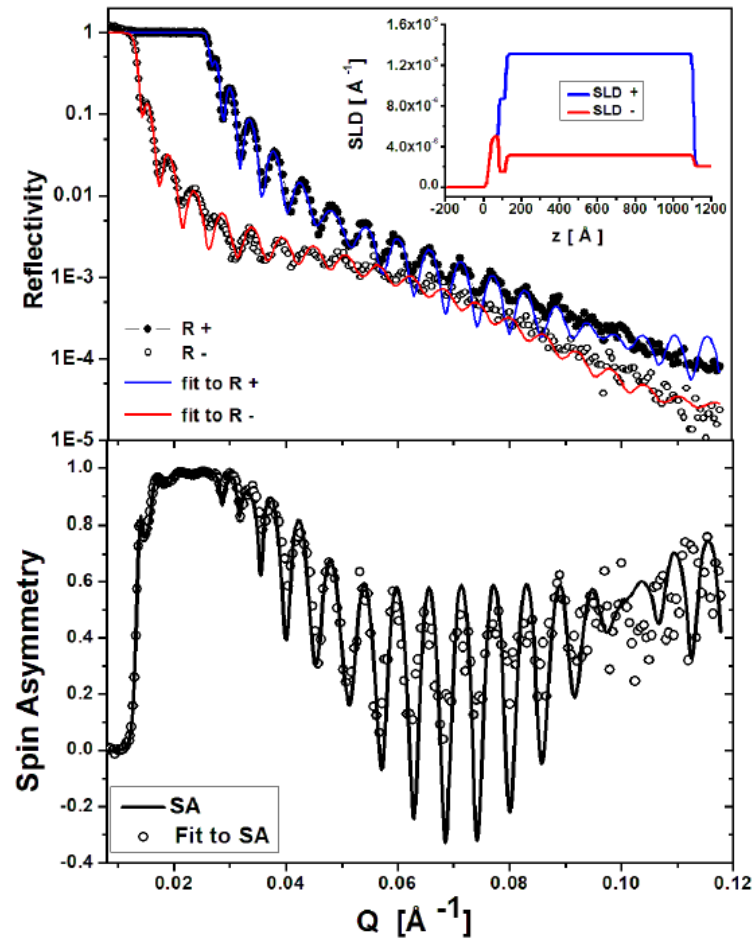 Reflectivity
1
0.1
0.01
1E-3
1E-4
1E-5
R +
R -
fit to R +
fit to R -
SLD [ Å⁻¹ ]
1.6x10⁻⁵
1.2x10⁻⁵
8.0x10⁻⁶
4.0x10⁻⁶
0.0
SLD +
SLD -
-200 0 200 400 600 800 1000 1200
z [ Å ]
Spin Asymmetry
1.0
0.8
0.6
0.4
0.2
0.0
-0.2
-0.4
SA
Fit to SA
0.02 0.04 0.06 0.08 0.10 0.12
Q [Å⁻¹]